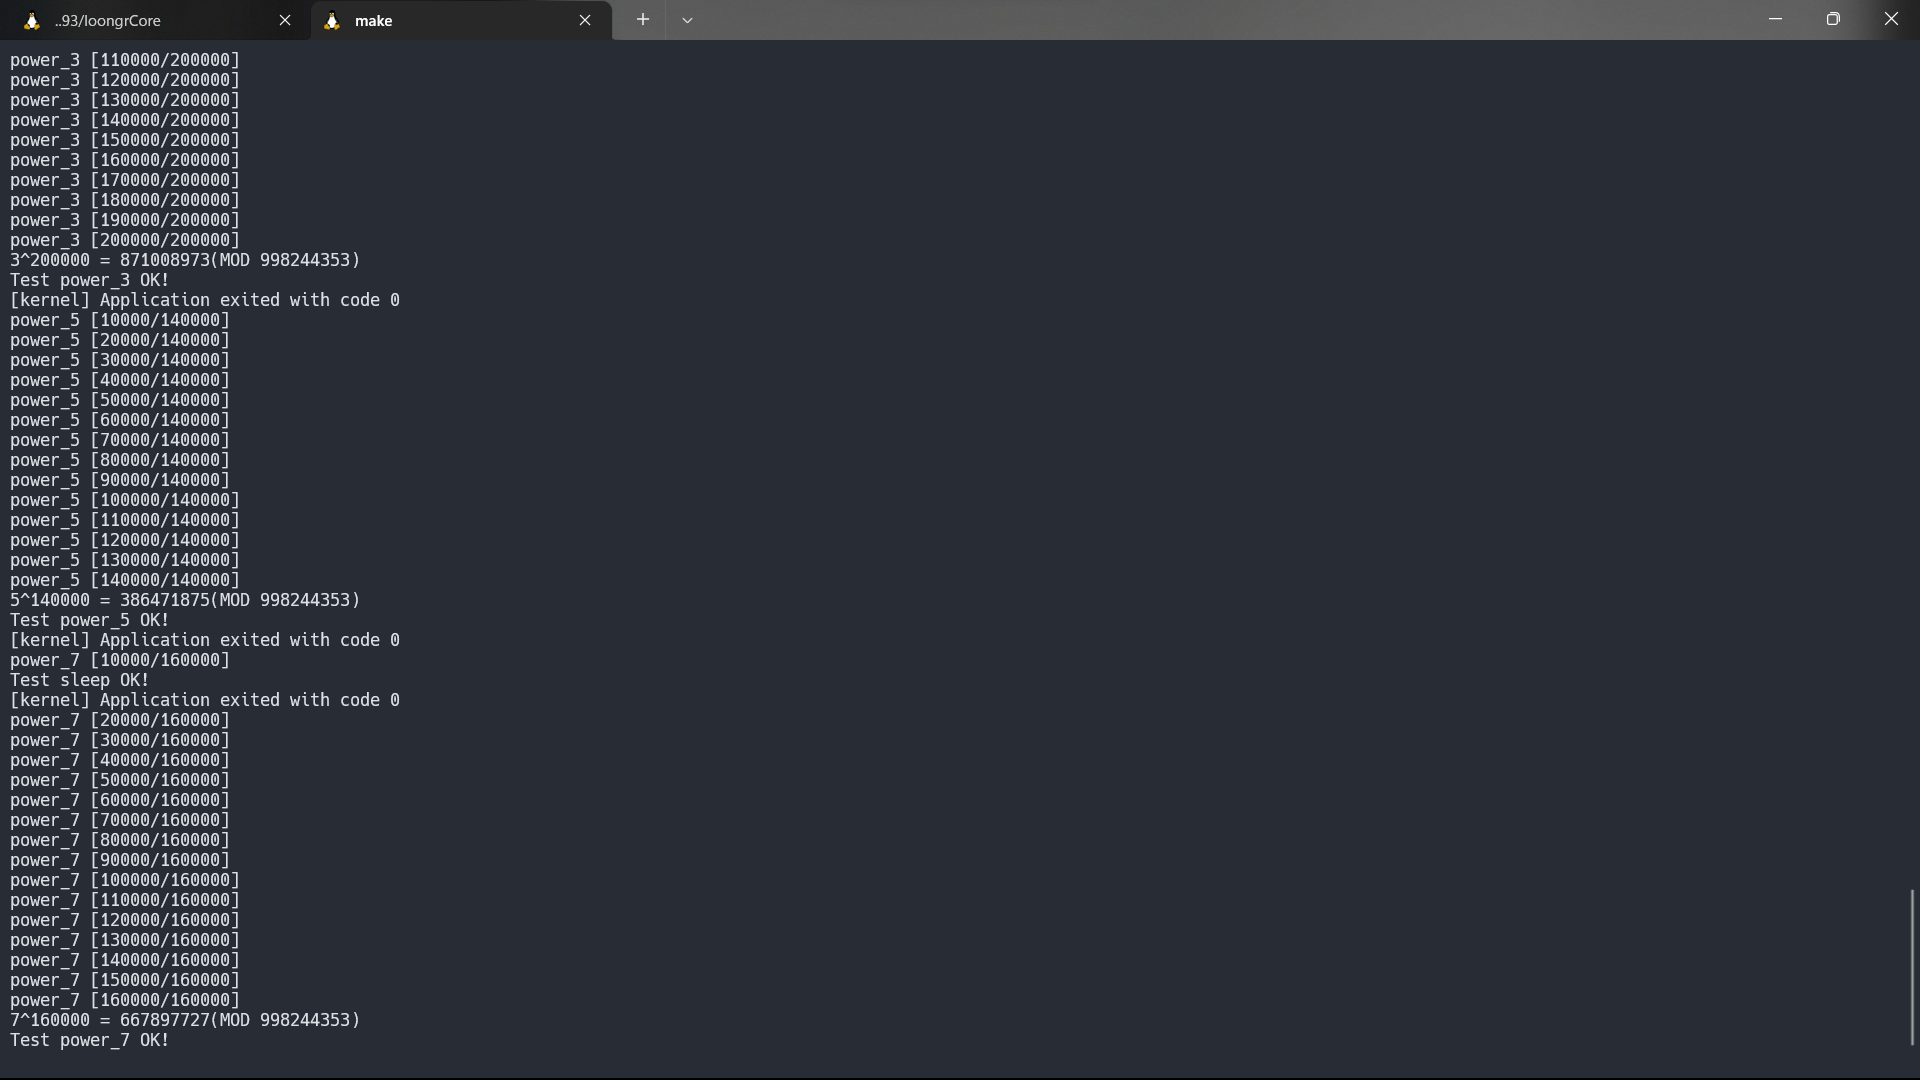 ..93/loongrCore
make
power_3 [110000/200000]
power_3 [120000/200000]
power_3 [130000/200000]
power_3 [140000/200000]
power_3 [150000/200000]
power_3 [160000/200000]
power_3 [170000/200000]
power_3 [180000/200000]
power_3 [190000/200000]
power_3 [200000/200000]
3^200000 = 871008973(MOD 998244353)
Test power_3 OK!
[kernel] Application exited with code 0
power_5 [10000/140000]
power_5 [20000/140000]
power_5 [30000/140000]
power_5 [40000/140000]
power_5 [50000/140000]
power_5 [60000/140000]
power_5 [70000/140000]
power_5 [80000/140000]
power_5 [90000/140000]
power_5 [100000/140000]
power_5 [110000/140000]
power_5 [120000/140000]
power_5 [130000/140000]
power_5 [140000/140000]
5^140000 = 386471875(MOD 998244353)
Test power_5 OK!
[kernel] Application exited with code 0
power_7 [10000/160000]
Test sleep OK!
[kernel] Application exited with code 0
power_7 [20000/160000]
power_7 [30000/160000]
power_7 [40000/160000]
power_7 [50000/160000]
power_7 [60000/160000]
power_7 [70000/160000]
power_7 [80000/160000]
power_7 [90000/160000]
power_7 [100000/160000]
power_7 [110000/160000]
power_7 [120000/160000]
power_7 [130000/160000]
power_7 [140000/160000]
power_7 [150000/160000]
power_7 [160000/160000]
7^160000 = 667897727(MOD 998244353)
Test power_7 OK!